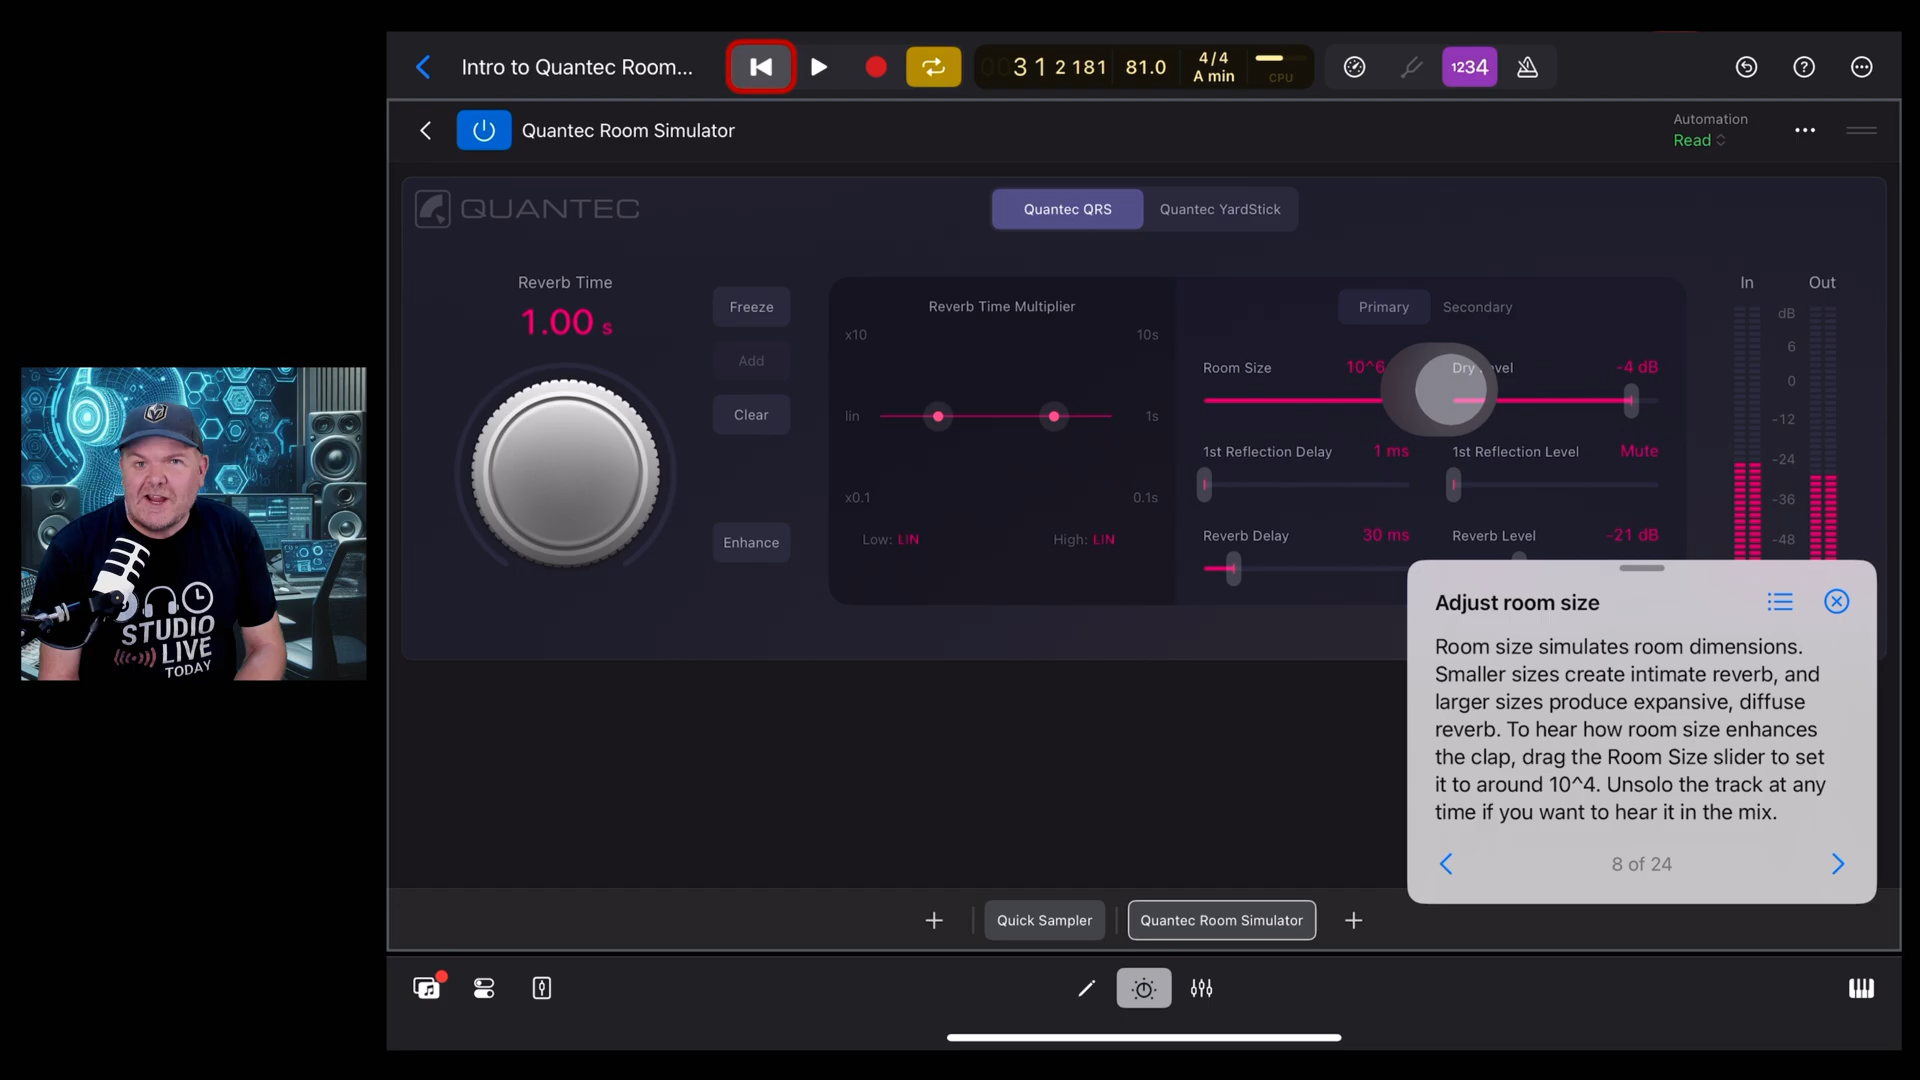 Intro to Quantec Room...
31 2 181 81.0 4/4 A min CPU
1234
Quantec Room Simulator
Automation
Read
QUANTEC
Quantec QRS Quantec YardStick
Reverb Time
1.00 s
Freeze
Add
Clear
Enhance
Reverb Time Multiplier
x10 10s
lin 1s
x0.1 0.1s
Low: LIN High: LIN
Primary Secondary
Room Size 10^6
-4 dB
1st Reflection Delay 1 ms
1st Reflection Level Mute
Reverb Delay 30 ms
Reverb Level -21 dB
In Out
dB
6
0
-12
-24
-36
-48
Adjust room size
Room size simulates room dimensions.
Smaller sizes create intimate reverb, and
larger sizes produce expansive, diffuse
reverb. To hear how room size enhances
the clap, drag the Room Size slider to set
it to around 10^4. Unsolo the track at any
time if you want to hear it in the mix.
8 of 24
Quick Sampler
Quantec Room Simulator
STUDIO
LIVE
TODAY